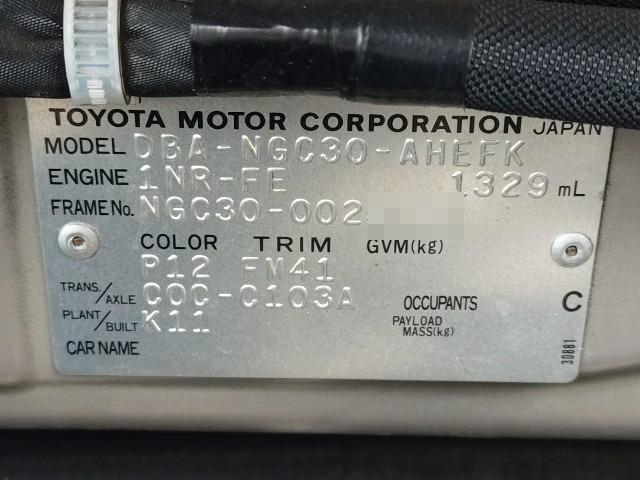 TOYOTA MOTOR CORPORATION JAPAN
MODEL DBA-NGC30-AHEFK
ENGINE 1NR-FE 1329 mL
FRAME No. NGC30-002
COLOR TRIM GVM(kg)
P12 FM41
TRANS./AXLE C0C-C103A OCCUPANTS C
PLANT/BUILT K11 PAYLOAD MASS(kg)
CAR NAME
30881